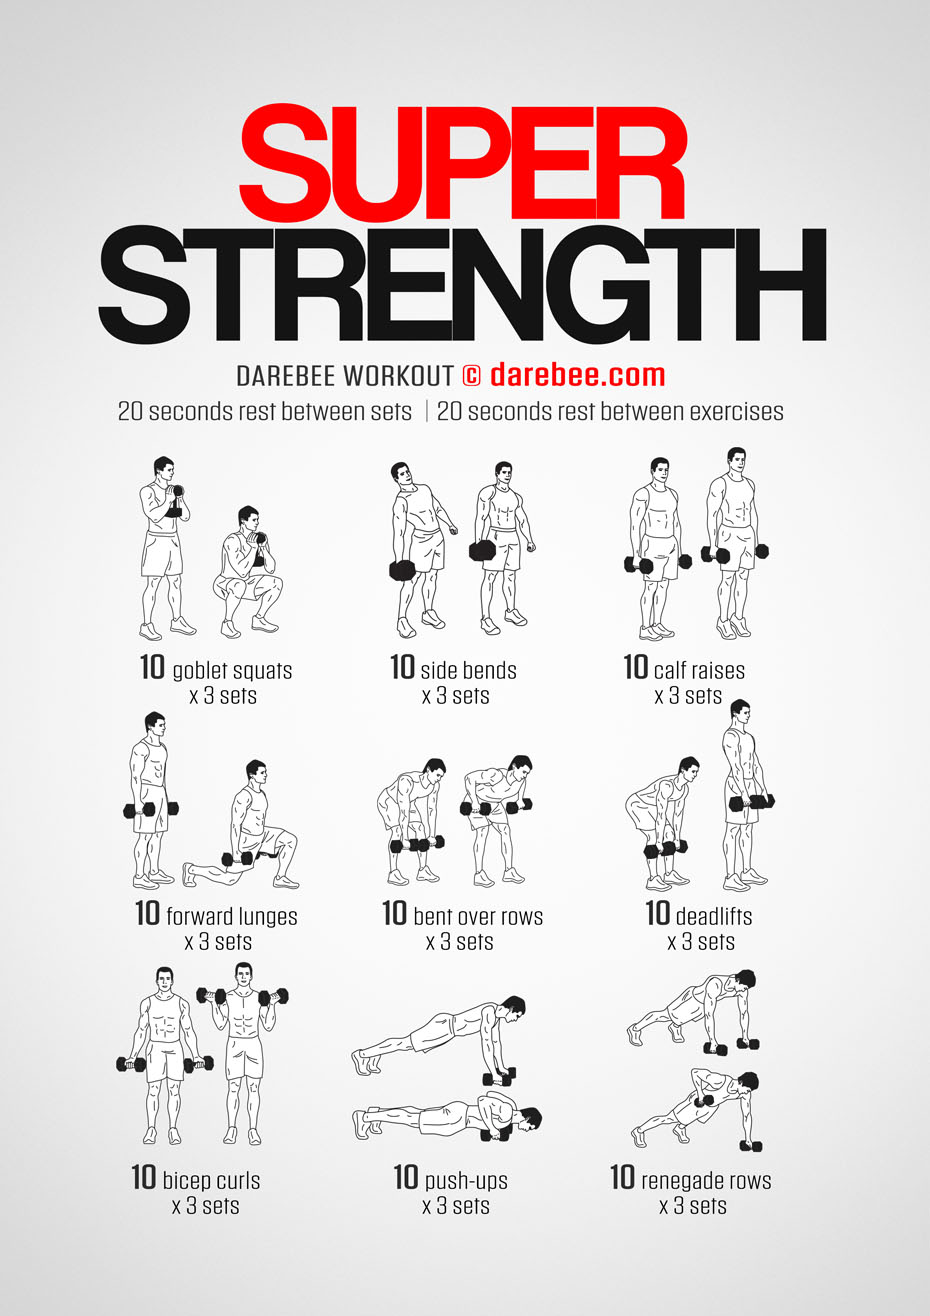 SUPER
STRENGTH
DAREBEE WORKOUT © darebee.com
20 seconds rest between sets | 20 seconds rest between exercises
10 goblet squats
x 3 sets
10 side bends
x 3 sets
10 calf raises
x 3 sets
10 forward lunges
x 3 sets
10 bent over rows
x 3 sets
10 deadlifts
x 3 sets
10 bicep curls
x 3 sets
10 push-ups
x 3 sets
10 renegade rows
x 3 sets